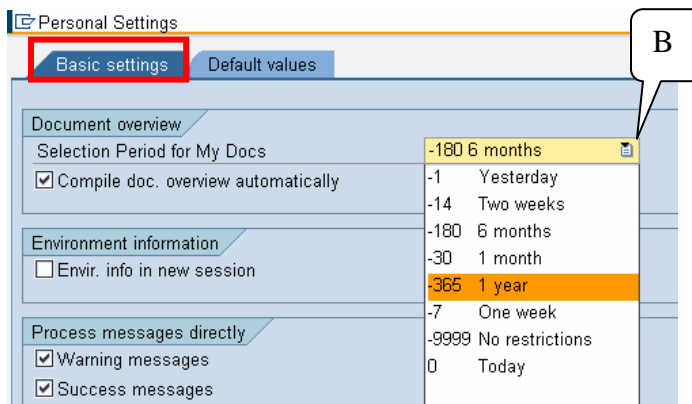 Personal Settings
B
Basic settings Default values
Document overview
Selection Period for My Docs -180 6 months
Compile doc. overview automatically
-1 Yesterday
-14 Two weeks
-180 6 months
-30 1 month
-365 1 year
-7 One week
-9999 No restrictions
0 Today
Environment information
Envir. info in new session
Process messages directly
Warning messages
Success messages